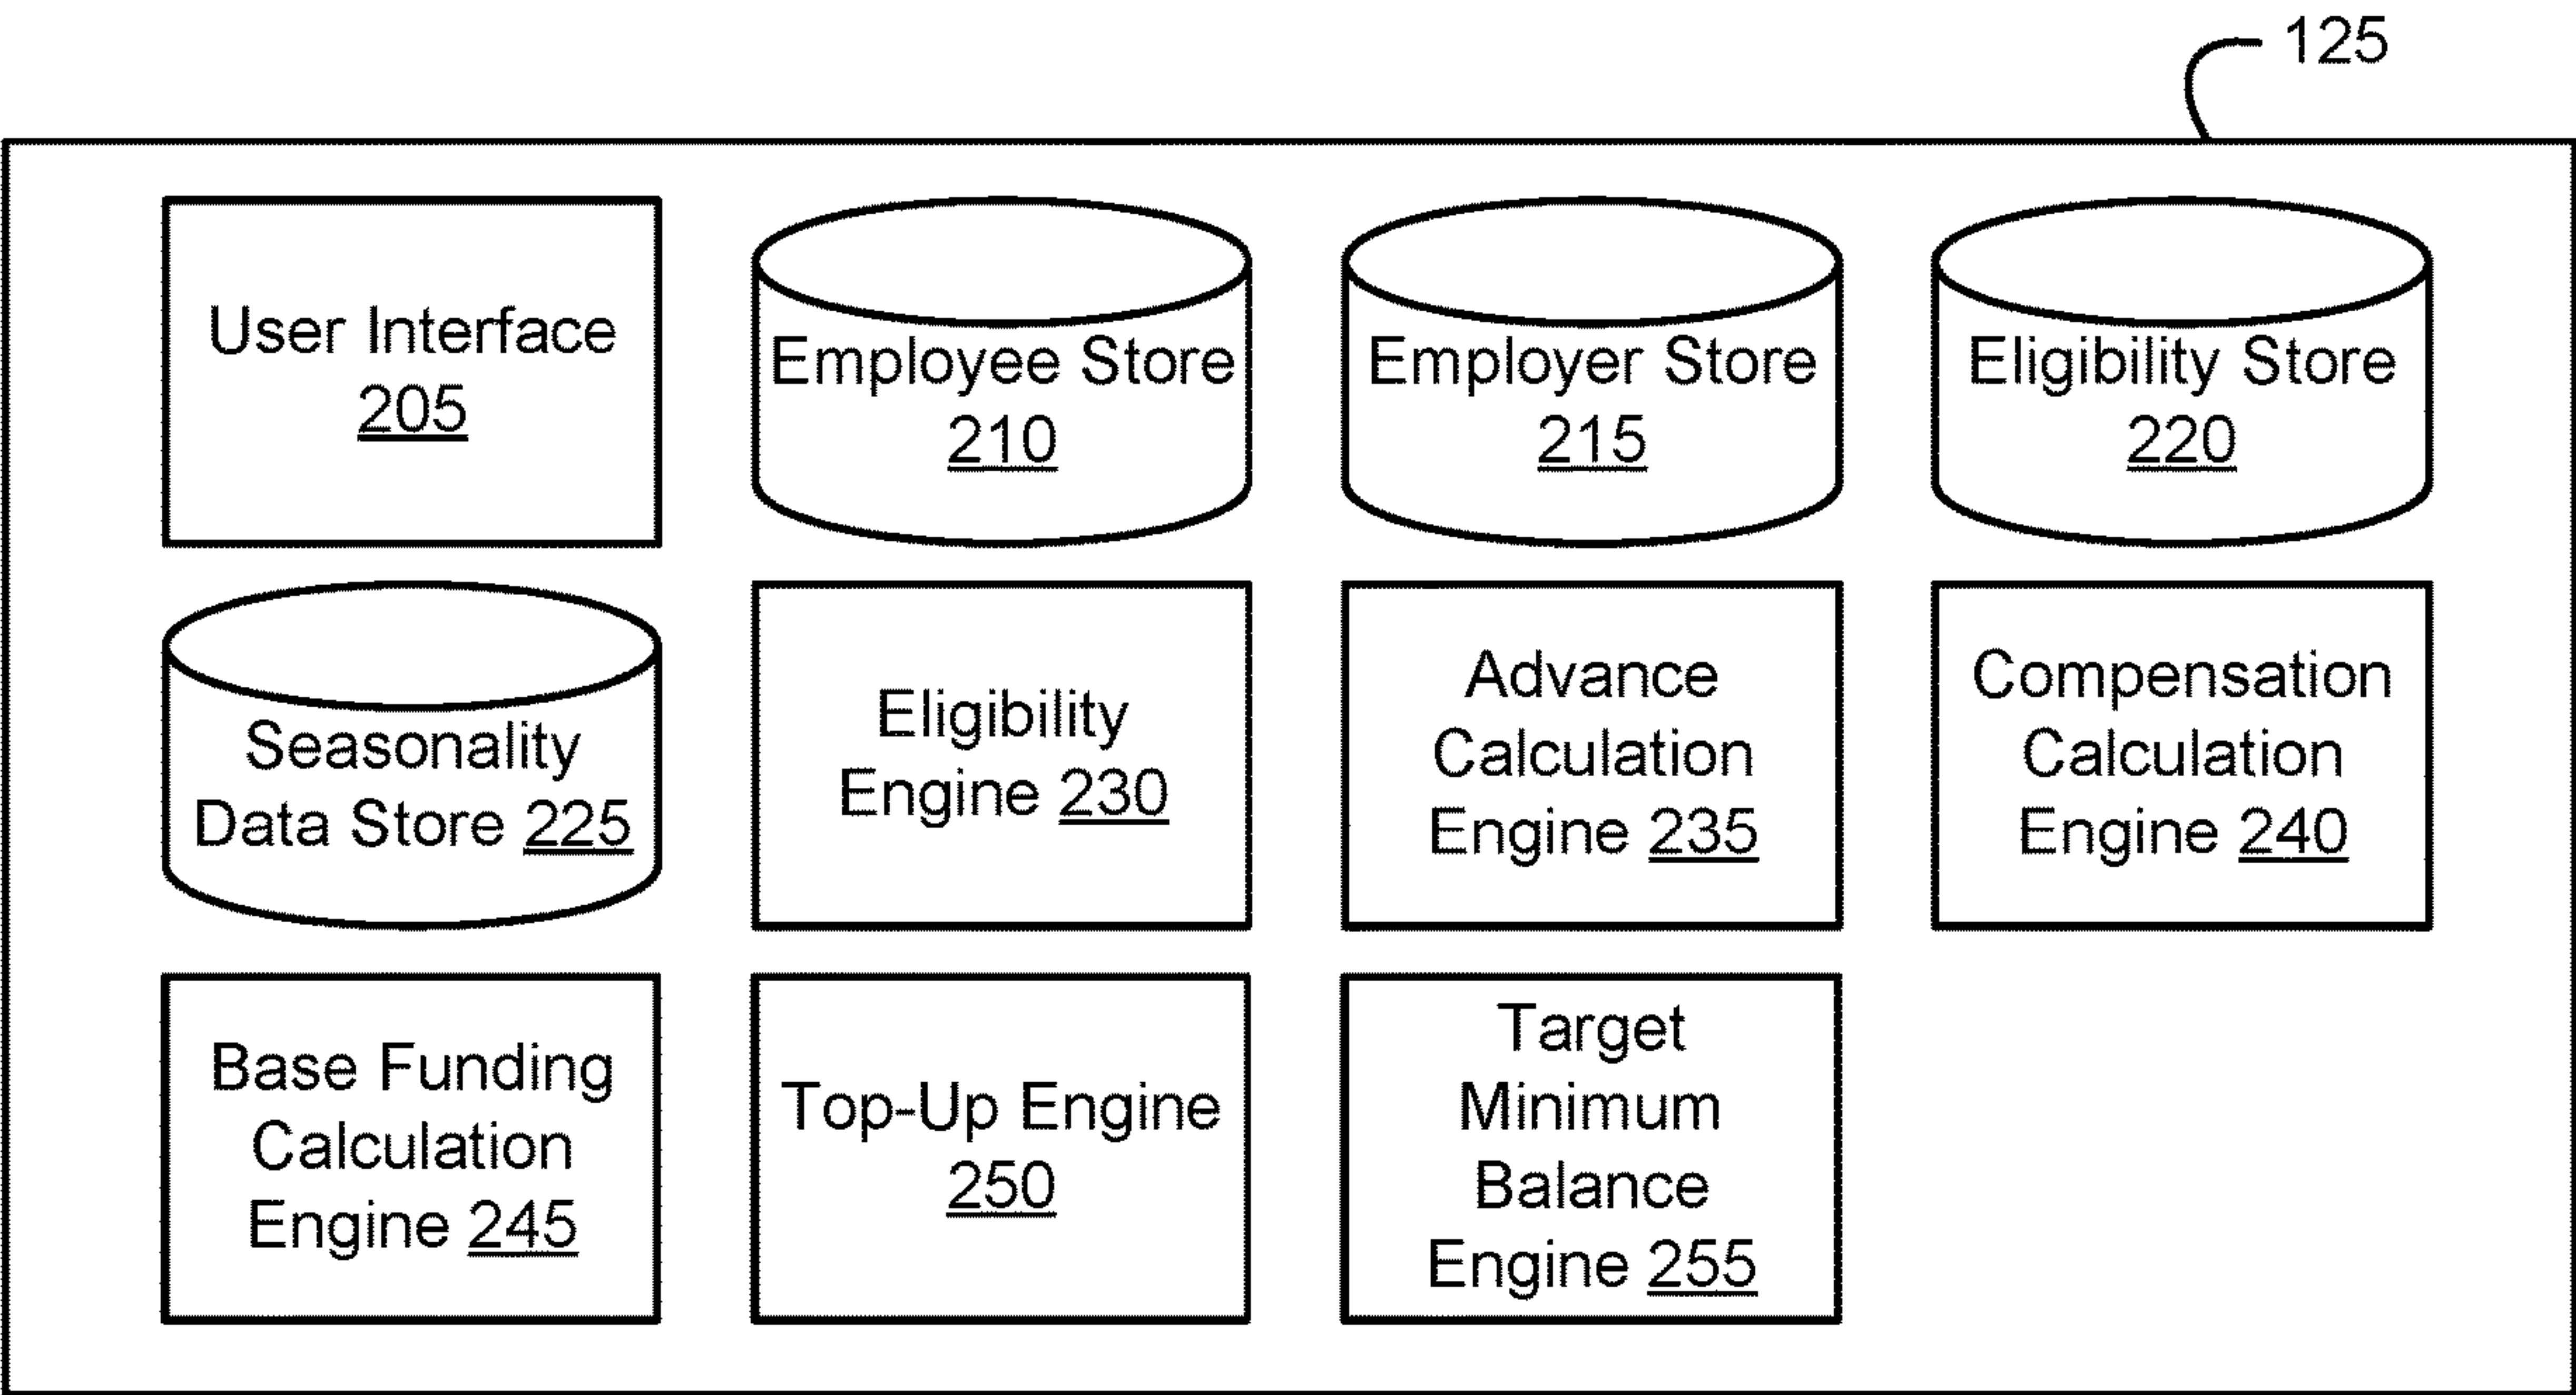 125
User Interface
205
Employee Store
210
Employer Store
215
Eligibility Store
220
Seasonality
Data Store 225
Eligibility
Engine 230
Advance
Calculation
Engine 235
Compensation
Calculation
Engine 240
Base Funding
Calculation
Engine 245
Top-Up Engine
250
Target
Minimum
Balance
Engine 255